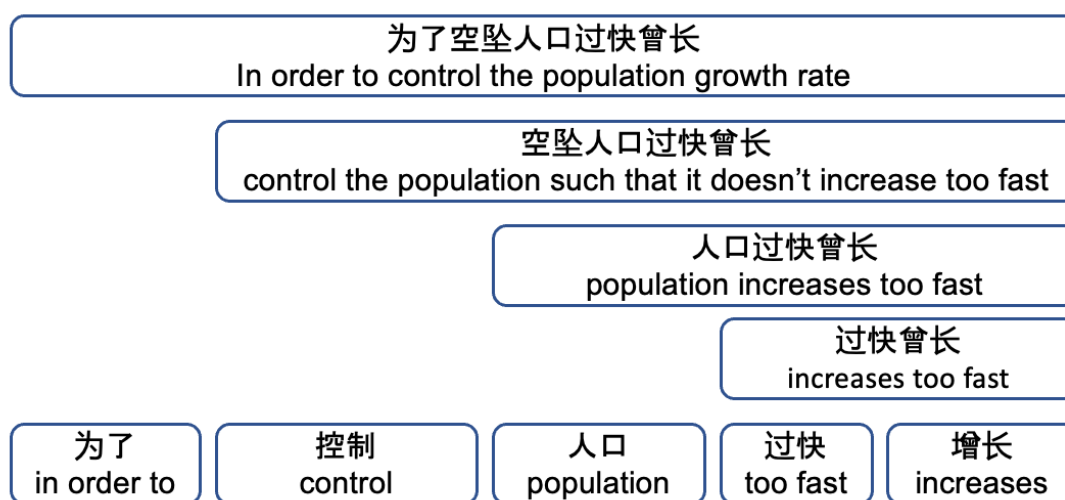 为了空坠人口过快曾长
In order to control the population growth rate
空坠人口过快曾长
control the population such that it doesn’t increase too fast
人口过快曾长
population increases too fast
过快曾长
increases too fast
为了
in order to
控制
control
人口
population
过快
too fast
增长
increases